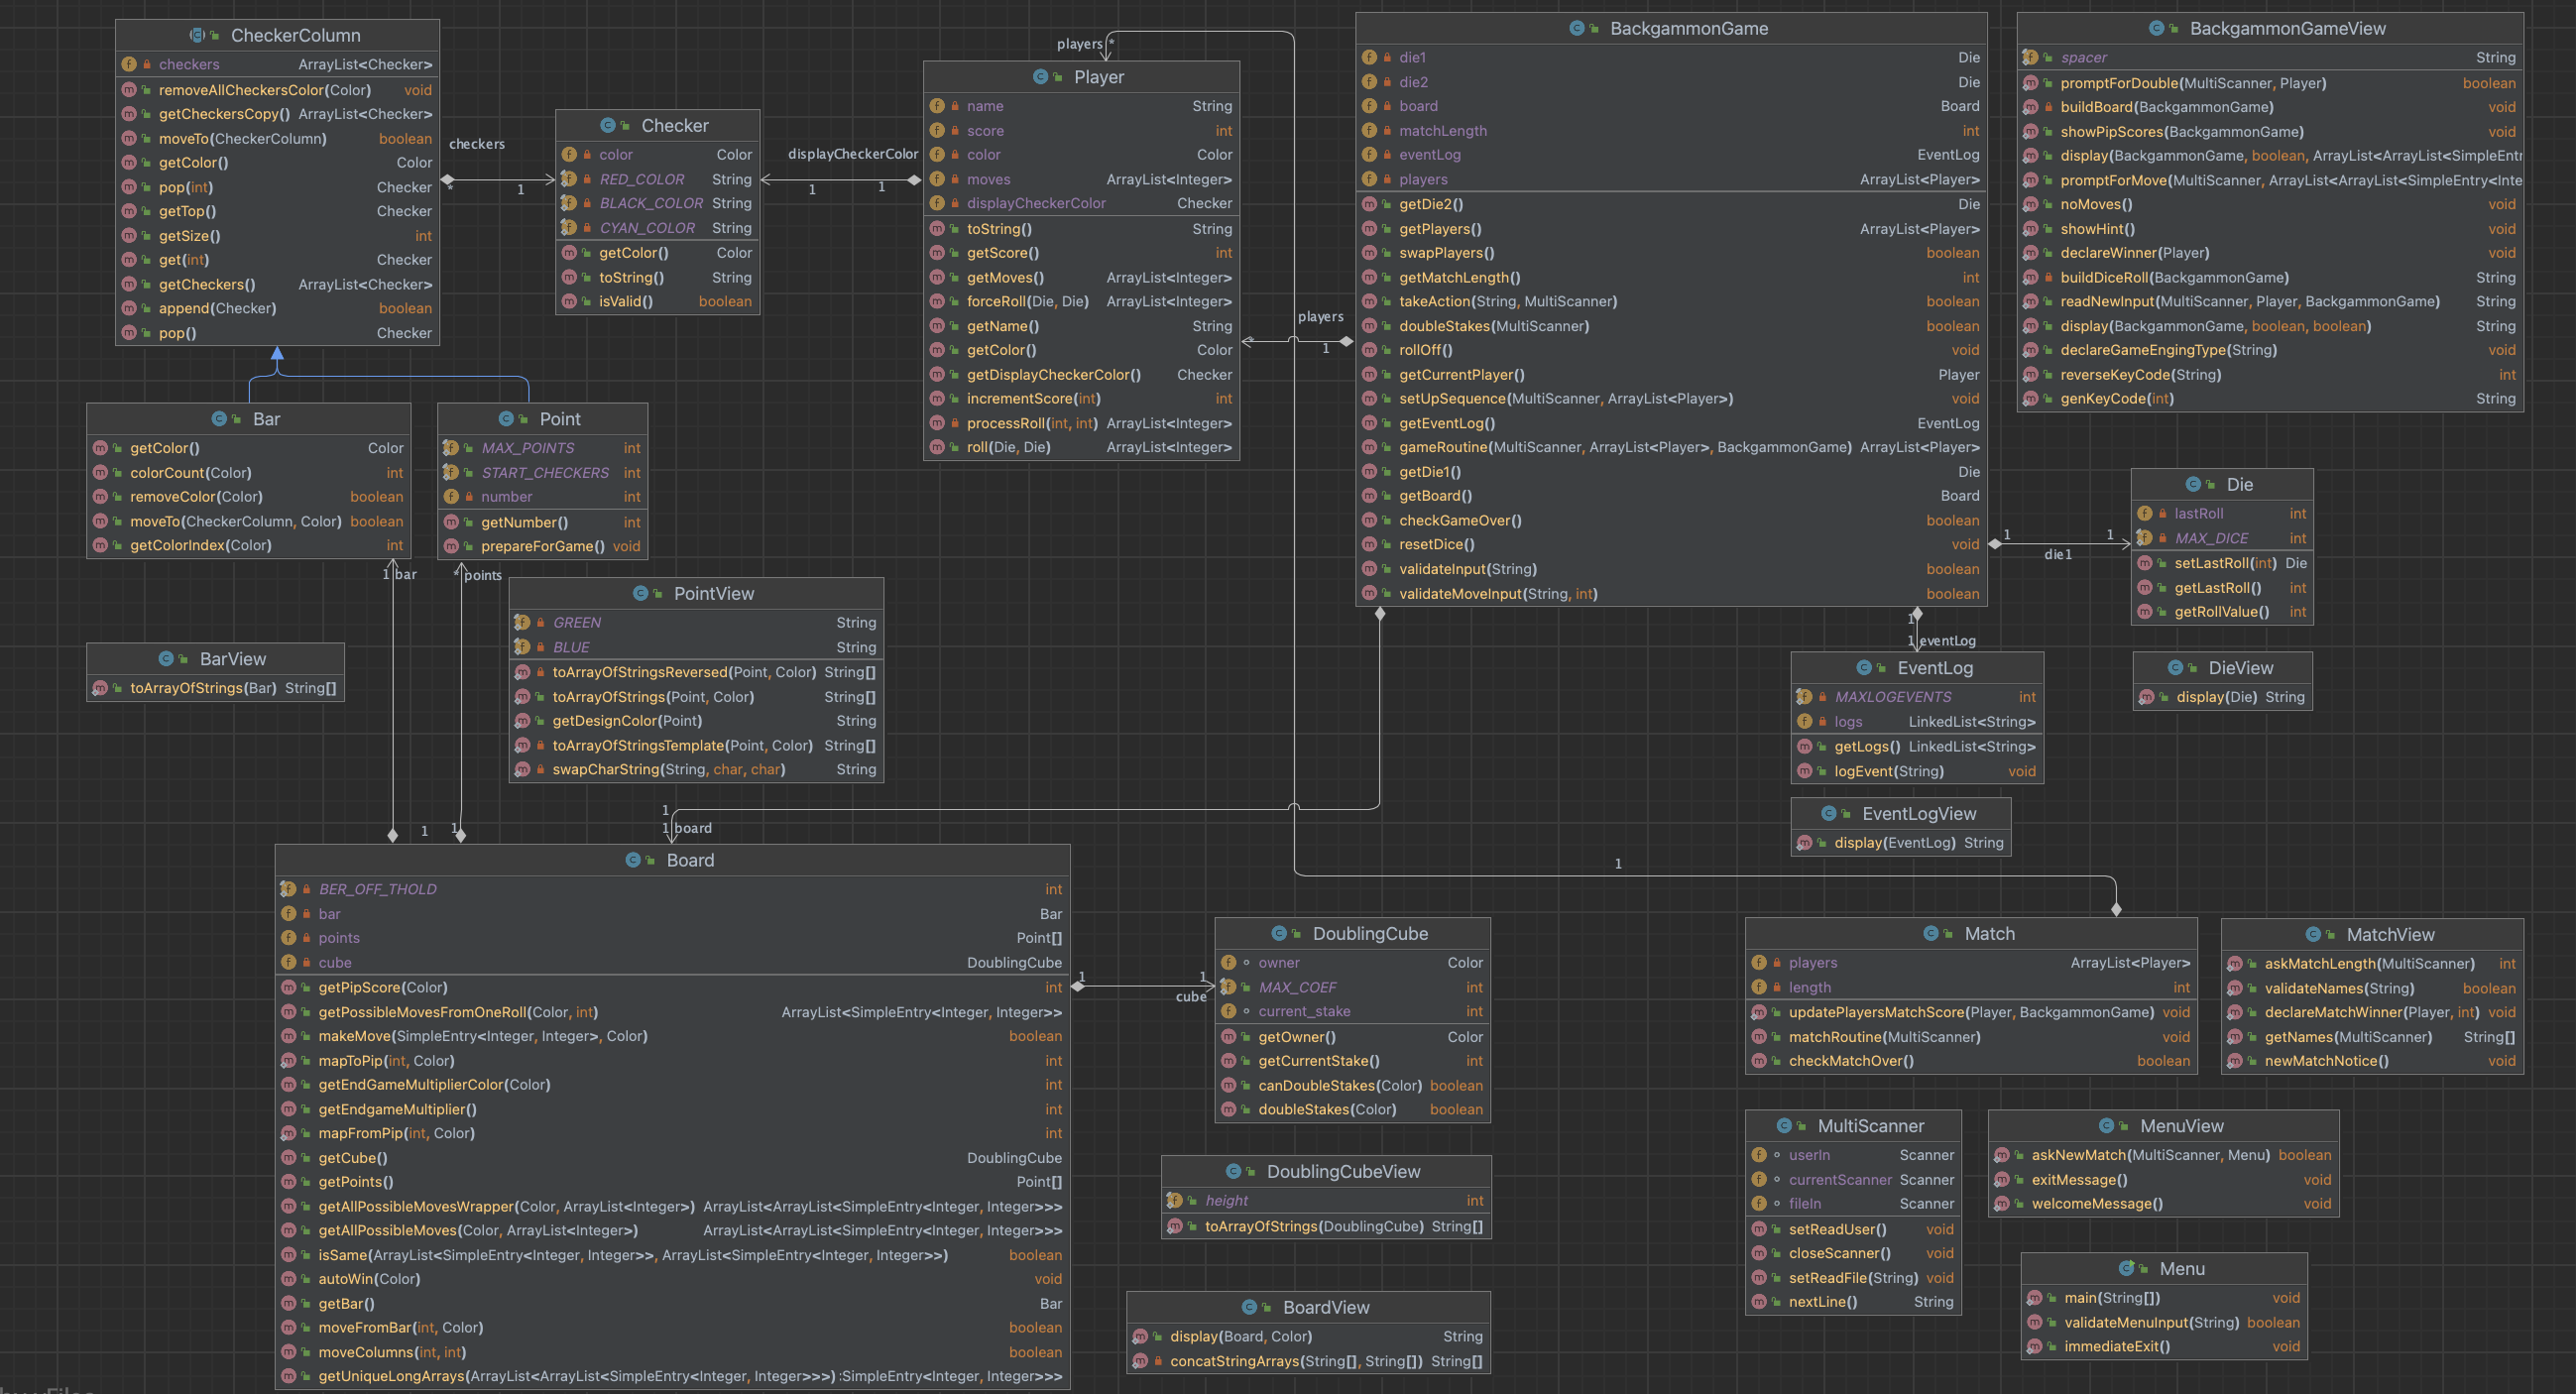 CheckerColumn
checkers ArrayList<Checker>
removeAllCheckersColor(Color) void
getCheckersCopy() ArrayList<Checker>
moveTo(CheckerColumn) boolean
getColor() Color
pop(int) Checker
getTop() Checker
getSize() int
get(int) Checker
getCheckers() ArrayList<Checker>
append(Checker) boolean
pop() Checker
checkers
* 1
Checker
color Color
RED_COLOR String
BLACK_COLOR String
CYAN_COLOR String
getColor() Color
toString() String
isValid() boolean
displayCheckerColor
1 1
players *
Player
name String
score int
color Color
moves ArrayList<Integer>
displayCheckerColor Checker
toString() String
getScore() int
getMoves() ArrayList<Integer>
forceRoll(Die, Die) ArrayList<Integer>
getName() String
getColor() Color
getDisplayCheckerColor() Checker
incrementScore(int) int
processRoll(int, int) ArrayList<Integer>
roll(Die, Die) ArrayList<Integer>
players
* 1
BackgammonGame
die1 Die
die2 Die
board Board
matchLength int
eventLog EventLog
players ArrayList<Player>
getDie2() Die
getPlayers() ArrayList<Player>
swapPlayers() boolean
getMatchLength() int
takeAction(String, MultiScanner) boolean
doubleStakes(MultiScanner) boolean
rollOff() void
getCurrentPlayer() Player
setUpSequence(MultiScanner, ArrayList<Player>) void
getEventLog() EventLog
gameRoutine(MultiScanner, ArrayList<Player>, BackgammonGame) ArrayList<Player>
getDie1() Die
getBoard() Board
checkGameOver() boolean
resetDice() void
validateInput(String) boolean
validateMoveInput(String, int) boolean
BackgammonGameView
spacer String
promptForDouble(MultiScanner, Player) boolean
buildBoard(BackgammonGame) void
showPipScores(BackgammonGame) void
display(BackgammonGame, boolean, ArrayList<ArrayList<SimpleEntr
promptForMove(MultiScanner, ArrayList<ArrayList<SimpleEntry<Inte
noMoves() void
showHint() void
declareWinner(Player) void
buildDiceRoll(BackgammonGame) String
readNewInput(MultiScanner, Player, BackgammonGame) String
display(BackgammonGame, boolean, boolean) String
declareGameEngingType(String) void
reverseKeyCode(String) int
genKeyCode(int) String
Bar
getColor() Color
colorCount(Color) int
removeColor(Color) boolean
moveTo(CheckerColumn, Color) boolean
getColorIndex(Color) int
Point
MAX_POINTS int
START_CHECKERS int
number int
getNumber() int
prepareForGame() void
1 bar
* points
Die
lastRoll int
MAX_DICE int
setLastRoll(int) Die
getLastRoll() int
getRollValue() int
1 1
die1
PointView
GREEN String
BLUE String
toArrayOfStringsReversed(Point, Color) String[]
toArrayOfStrings(Point, Color) String[]
getDesignColor(Point) String
toArrayOfStringsTemplate(Point, Color) String[]
swapCharString(String, char, char) String
BarView
toArrayOfStrings(Bar) String[]
1
1 eventLog
EventLog
MAXLOGEVENTS int
logs LinkedList<String>
getLogs() LinkedList<String>
logEvent(String) void
DieView
display(Die) String
EventLogView
display(EventLog) String
1
1 board
1 1
1
Board
BER_OFF_THOLD int
bar Bar
points Point[]
cube DoublingCube
getPipScore(Color) int
getPossibleMovesFromOneRoll(Color, int) ArrayList<SimpleEntry<Integer, Integer>>
makeMove(SimpleEntry<Integer, Integer>, Color) boolean
mapToPip(int, Color) int
getEndGameMultiplierColor(Color) int
getEndgameMultiplier() int
mapFromPip(int, Color) int
getCube() DoublingCube
getPoints() Point[]
getAllPossibleMovesWrapper(Color, ArrayList<Integer>) ArrayList<ArrayList<SimpleEntry<Integer, Integer>>>
getAllPossibleMoves(Color, ArrayList<Integer>) ArrayList<ArrayList<SimpleEntry<Integer, Integer>>>
isSame(ArrayList<SimpleEntry<Integer, Integer>>, ArrayList<SimpleEntry<Integer, Integer>>) boolean
autoWin(Color) void
getBar() Bar
moveFromBar(int, Color) boolean
moveColumns(int, int) boolean
getUniqueLongArrays(ArrayList<ArrayList<SimpleEntry<Integer, Integer>>>) :SimpleEntry<Integer, Integer>>>
1 1
cube
DoublingCube
owner Color
MAX_COEF int
current_stake int
getOwner() Color
getCurrentStake() int
canDoubleStakes(Color) boolean
doubleStakes(Color) boolean
DoublingCubeView
height int
toArrayOfStrings(DoublingCube) String[]
BoardView
display(Board, Color) String
concatStringArrays(String[], String[]) String[]
Match
players ArrayList<Player>
length int
updatePlayersMatchScore(Player, BackgammonGame) void
matchRoutine(MultiScanner) void
checkMatchOver() boolean
MatchView
askMatchLength(MultiScanner) int
validateNames(String) boolean
declareMatchWinner(Player, int) void
getNames(MultiScanner) String[]
newMatchNotice() void
MultiScanner
userIn Scanner
currentScanner Scanner
fileIn Scanner
setReadUser() void
closeScanner() void
setReadFile(String) void
nextLine() String
MenuView
askNewMatch(MultiScanner, Menu) boolean
exitMessage() void
welcomeMessage() void
Menu
main(String[]) void
validateMenuInput(String) boolean
immediateExit() void